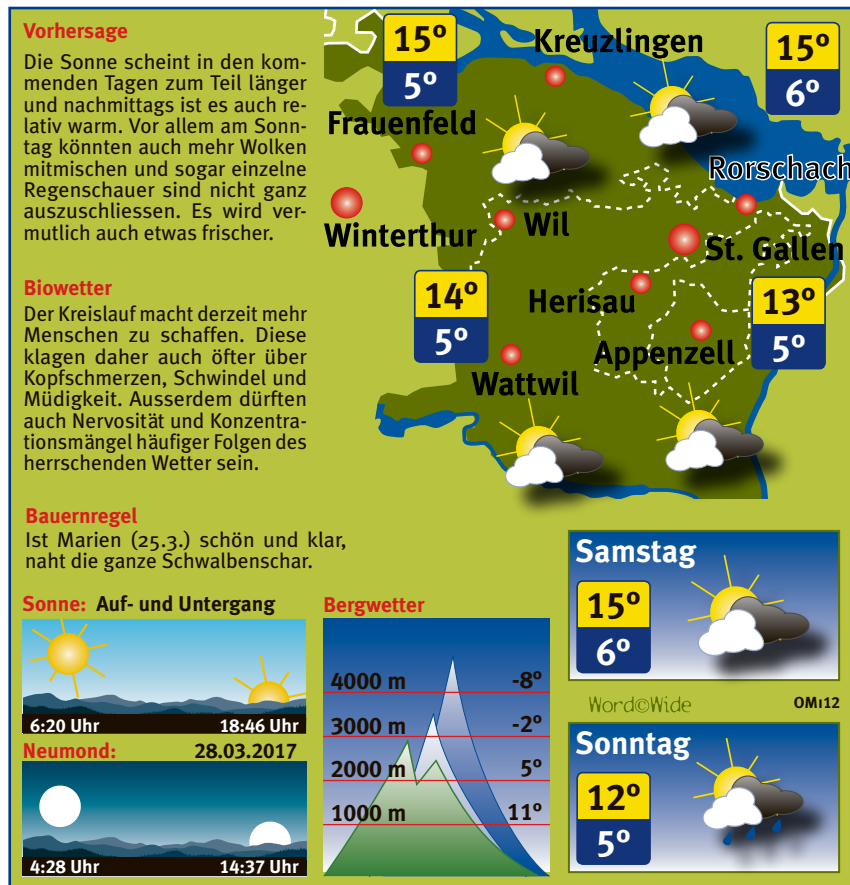 Vorhersage
Die Sonne scheint in den kom-
menden Tagen zum Teil länger
und nachmittags ist es auch re-
lativ warm. Vor allem am Sonn-
tag könnten auch mehr Wolken
mitmischen und sogar einzelne
Regenschauer sind nicht ganz
auszuschliessen. Es wird ver-
mutlich auch etwas frischer.
Biowetter
Der Kreislauf macht derzeit mehr
Menschen zu schaffen. Diese
klagen daher auch öfter über
Kopfschmerzen, Schwindel und
Müdigkeit. Ausserdem dürften
auch Nervosität und Konzentra-
tionsmängel häufiger Folgen des
herrschenden Wetter sein.
Bauernregel
Ist Marien (25.3.) schön und klar,
naht die ganze Schwalbenschar.
15°
5°
Kreuzlingen
15°
6°
Frauenfeld
Rorschach
Winterthur
Wil
St. Gallen
14°
5°
Herisau
13°
5°
Appenzell
Wattwil
Sonne: Auf- und Untergang
6:20 Uhr 18:46 Uhr
Neumond: 28.03.2017
4:28 Uhr 14:37 Uhr
Bergwetter
4000 m -8°
3000 m -2°
2000 m 5°
1000 m 11°
Samstag
15°
6°
Word©Wide OM112
Sonntag
12°
5°